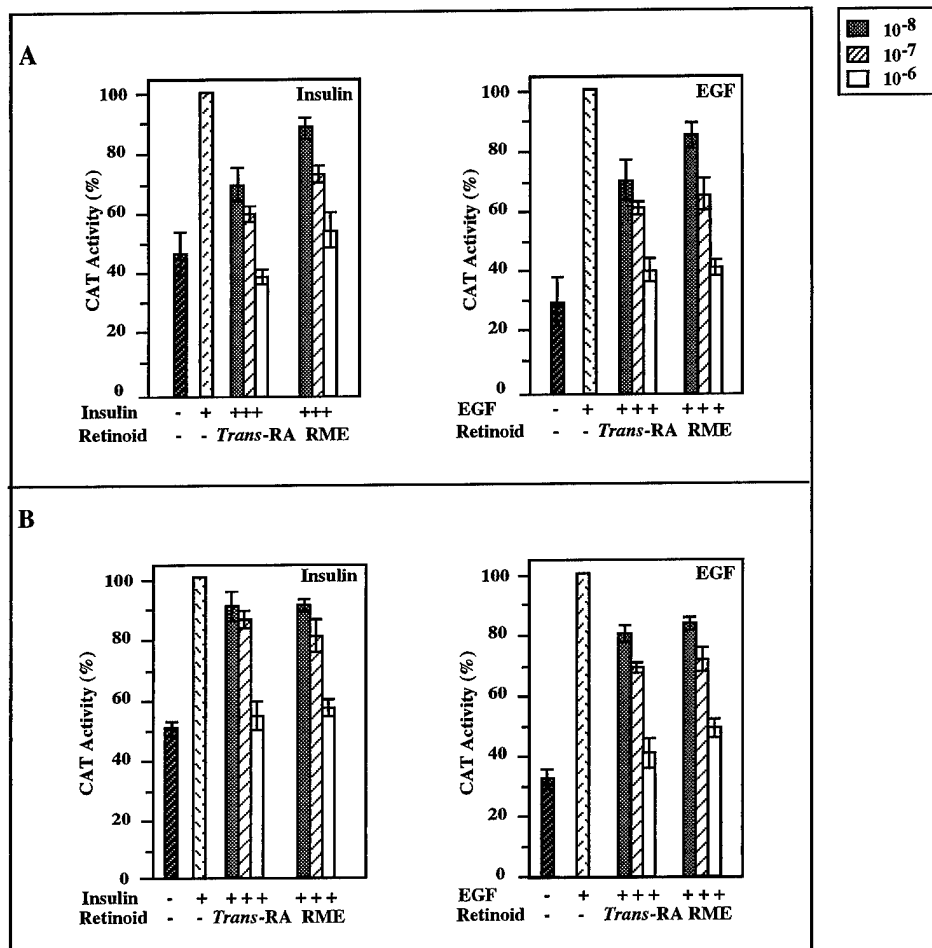 10-8
10-7
10-6
A
Insulin
CAT Activity (%)
100
80
60
40
20
0
Insulin - + +++ +++
Retinoid - - Trans-RA RME
EGF
CAT Activity (%)
100
80
60
40
20
0
EGF - + + + + + + +
Retinoid - - Trans-RA RME
B
Insulin
CAT Activity (%)
100
80
60
40
20
0
Insulin - + + + + + + +
Retinoid - - Trans-RA RME
EGF
CAT Activity (%)
100
80
60
40
20
0
EGF - + + + + + + +
Retinoid - - Trans-RA RME